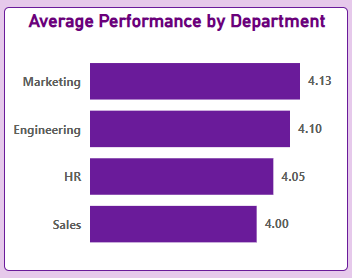 Average Performance by Department
Marketing 4.13
Engineering 4.10
HR 4.05
Sales 4.00